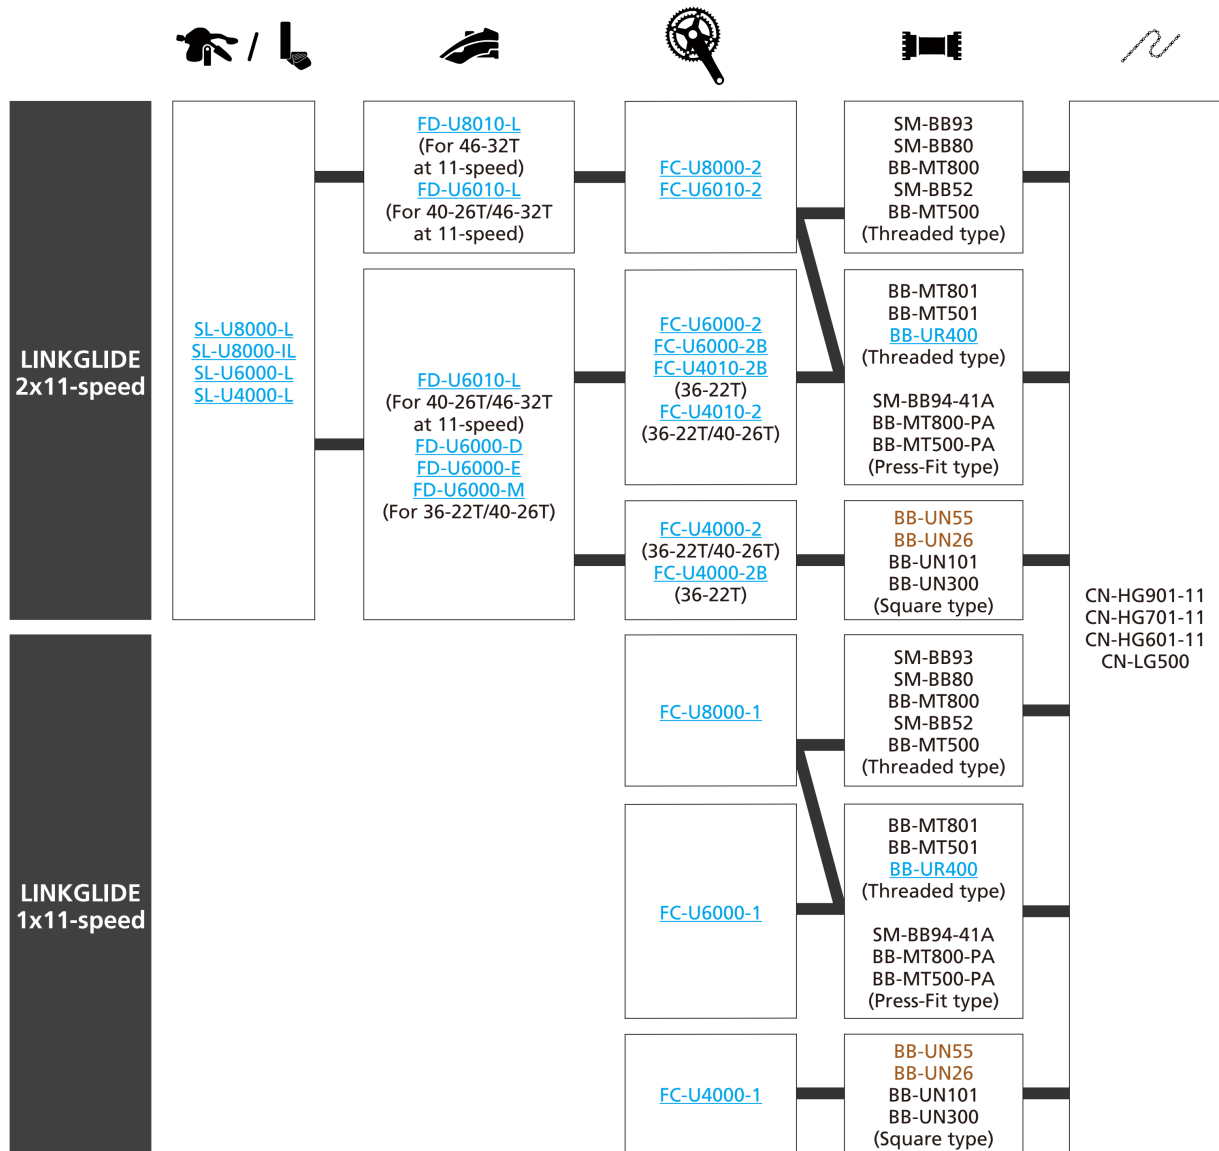 LINKGLIDE
2x11-speed
SL-U8000-L
SL-U8000-IL
SL-U6000-L
SL-U4000-L
FD-U8010-L
(For 46-32T
at 11-speed)
FD-U6010-L
(For 40-26T/46-32T
at 11-speed)
FD-U6010-L
(For 40-26T/46-32T
at 11-speed)
FD-U6000-D
FD-U6000-E
FD-U6000-M
(For 36-22T/40-26T)
FC-U8000-2
FC-U6010-2
FC-U6000-2
FC-U6000-2B
FC-U4010-2B
(36-22T)
FC-U4010-2
(36-22T/40-26T)
FC-U4000-2
(36-22T/40-26T)
FC-U4000-2B
(36-22T)
SM-BB93
SM-BB80
BB-MT800
SM-BB52
BB-MT500
(Threaded type)
BB-MT801
BB-MT501
BB-UR400
(Threaded type)
SM-BB94-41A
BB-MT800-PA
BB-MT500-PA
(Press-Fit type)
BB-UN55
BB-UN26
BB-UN101
BB-UN300
(Square type)
LINKGLIDE
1x11-speed
FC-U8000-1
FC-U6000-1
FC-U4000-1
SM-BB93
SM-BB80
BB-MT800
SM-BB52
BB-MT500
(Threaded type)
BB-MT801
BB-MT501
BB-UR400
(Threaded type)
SM-BB94-41A
BB-MT800-PA
BB-MT500-PA
(Press-Fit type)
BB-UN55
BB-UN26
BB-UN101
BB-UN300
(Square type)
CN-HG901-11
CN-HG701-11
CN-HG601-11
CN-LG500